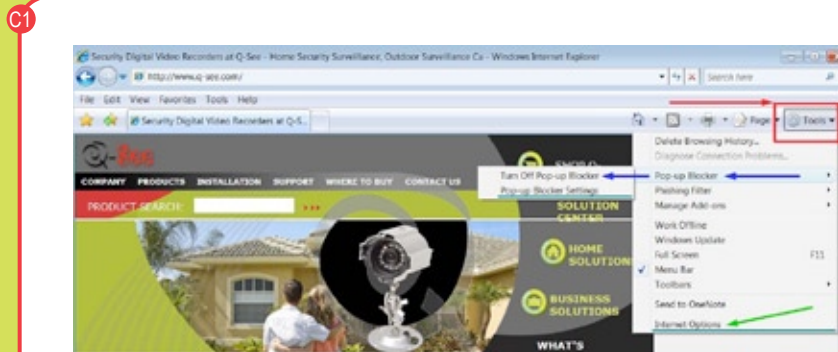 C1
Security Digital Video Recorders at Q-See - Home Security Surveillance, Outdoor Surveillance Ca - Windows Internet Explorer
http://www.q-see.com/
Search here
File Edit View Favorites Tools Help
Security Digital Video Recorders at Q-S...
Page
Tools
Delete Browsing History...
Diagnose Connection Problems...
Pop-up Blocker
Turn Off Pop-up Blocker
Pop-up Blocker Settings
Phishing Filter
Manage Add-ons
Work Offline
Windows Update
Full Screen F11
Menu Bar
Toolbars
Send to OneNote
Internet Options
Q-See
COMPANY PRODUCTS INSTALLATION SUPPORT WHERE TO BUY CONTACT US
PRODUCT SEARCH:
SOLUTION
CENTER
HOME
SOLUTION
BUSINESS
SOLUTIONS
WHAT'S